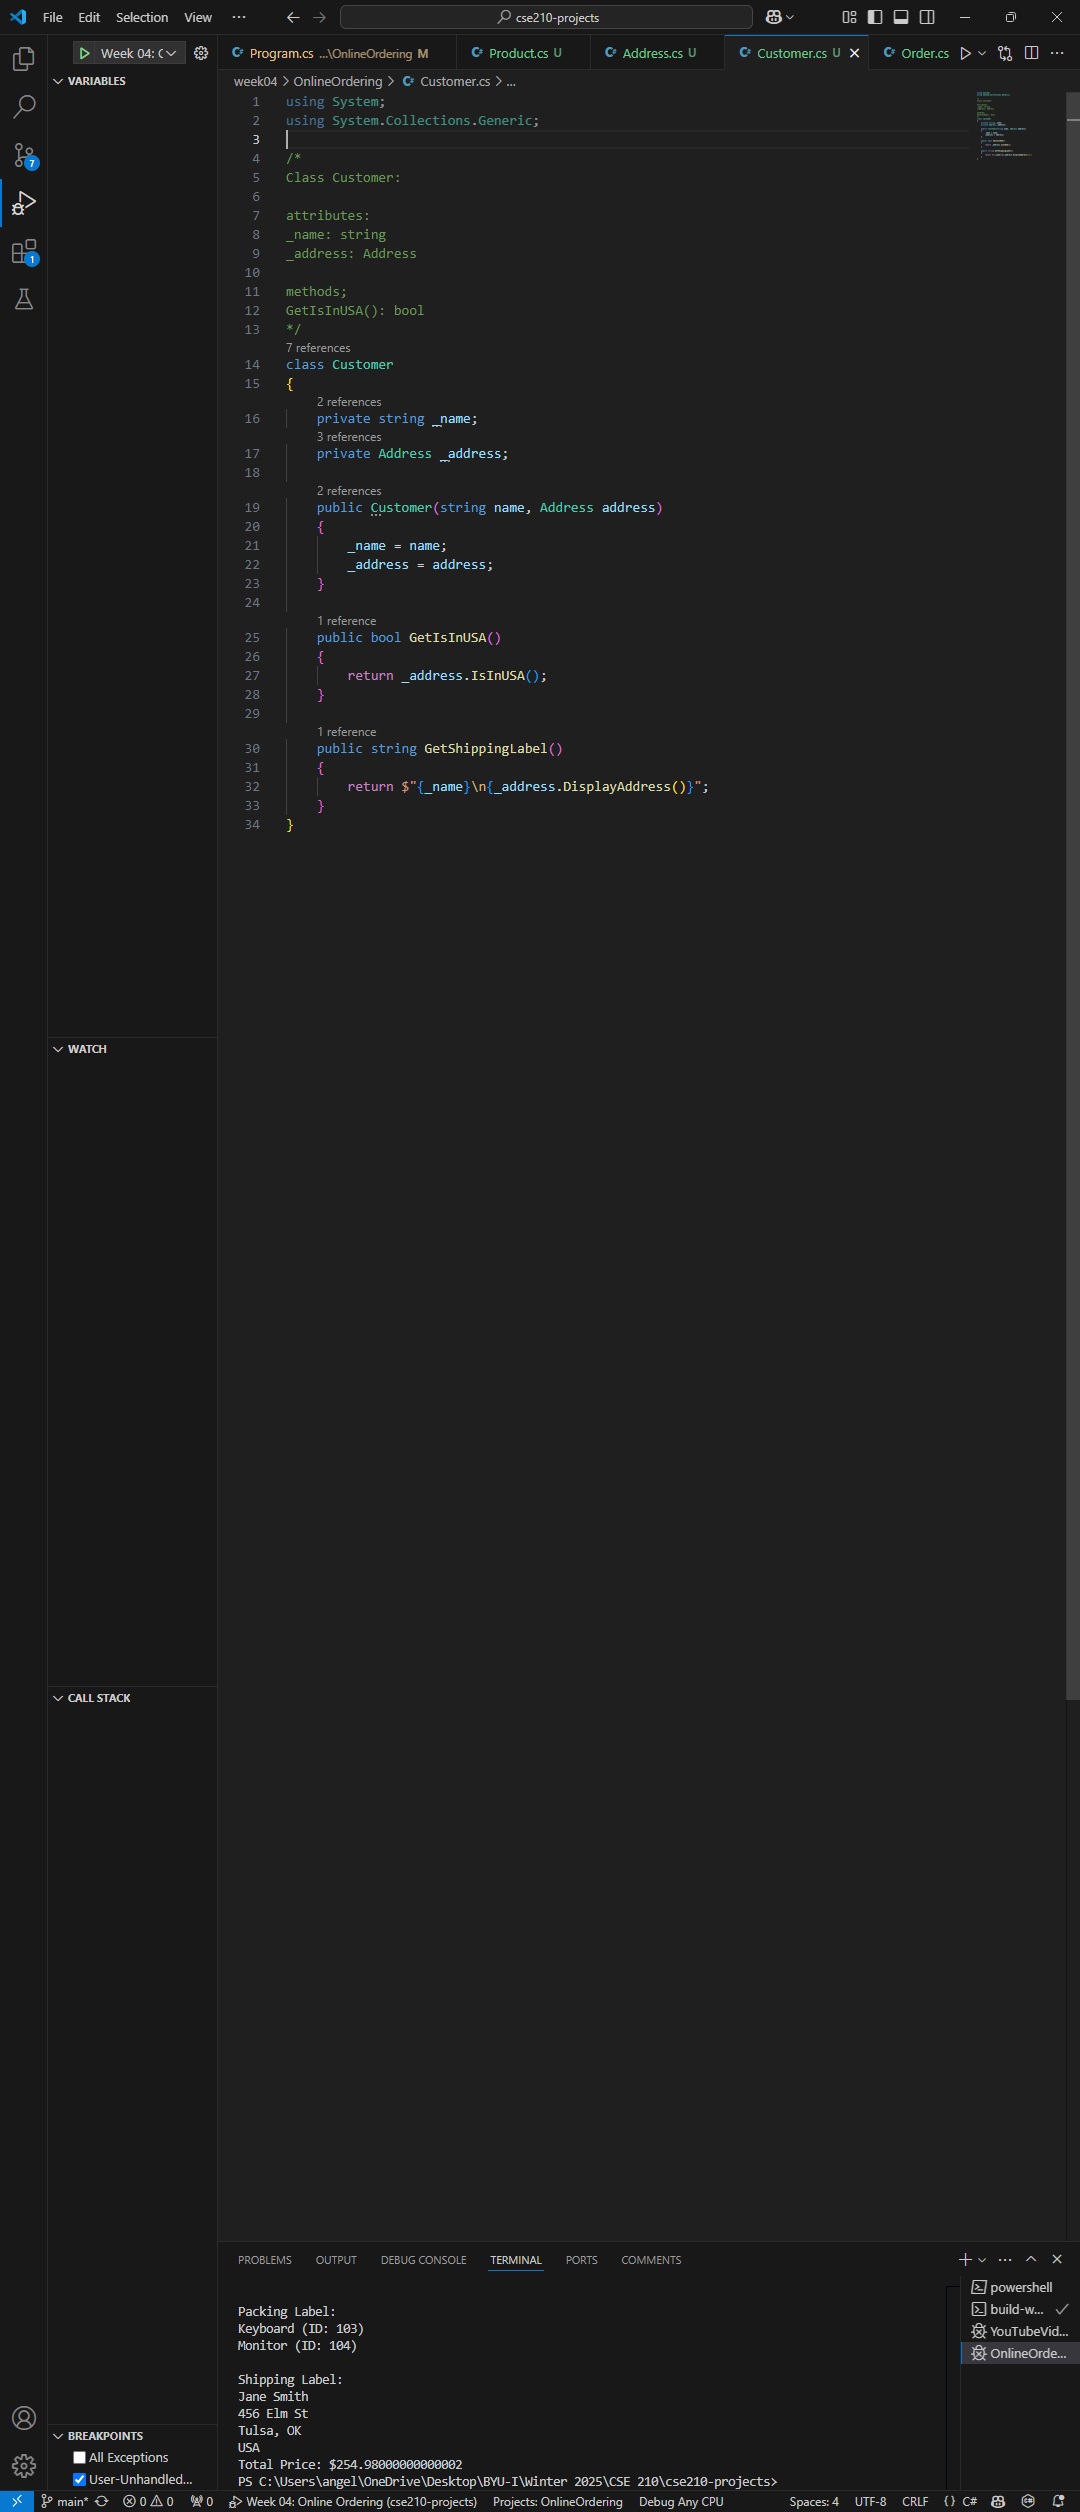 File Edit Selection View ... cse210-projects
Week 04: C
Program.cs ...\OnlineOrdering M Product.cs U Address.cs U Customer.cs U Order.cs
VARIABLES
week04 > OnlineOrdering > Customer.cs > ...
1 using System;
2 using System.Collections.Generic;
3
4 /*
5 Class Customer:
6
7 attributes:
8 _name: string
9 _address: Address
10
11 methods;
12 GetIsInUSA(): bool
13 */
7 references
14 class Customer
15 {
2 references
16 private string _name;
3 references
17 private Address _address;
18
2 references
19 public Customer(string name, Address address)
20 {
21 _name = name;
22 _address = address;
23 }
24
1 reference
25 public bool GetIsInUSA()
26 {
27 return _address.IsInUSA();
28 }
29
1 reference
30 public string GetShippingLabel()
31 {
32 return $"{_name}\n{_address.DisplayAddress()}";
33 }
34 }
7
1
WATCH
CALL STACK
BREAKPOINTS
All Exceptions
User-Unhandled...
PROBLEMS OUTPUT DEBUG CONSOLE TERMINAL PORTS COMMENTS
Packing Label:
Keyboard (ID: 103)
Monitor (ID: 104)
Shipping Label:
Jane Smith
456 Elm St
Tulsa, OK
USA
Total Price: $254.98000000000002
PS C:\Users\angel\OneDrive\Desktop\BYU-I\Winter 2025\CSE 210\cse210-projects>
powershell
build-w...
YouTubeVid...
OnlineOrde...
main* 0 0 0 Week 04: Online Ordering (cse210-projects) Projects: OnlineOrdering Debug Any CPU Spaces: 4 UTF-8 CRLF {} C#